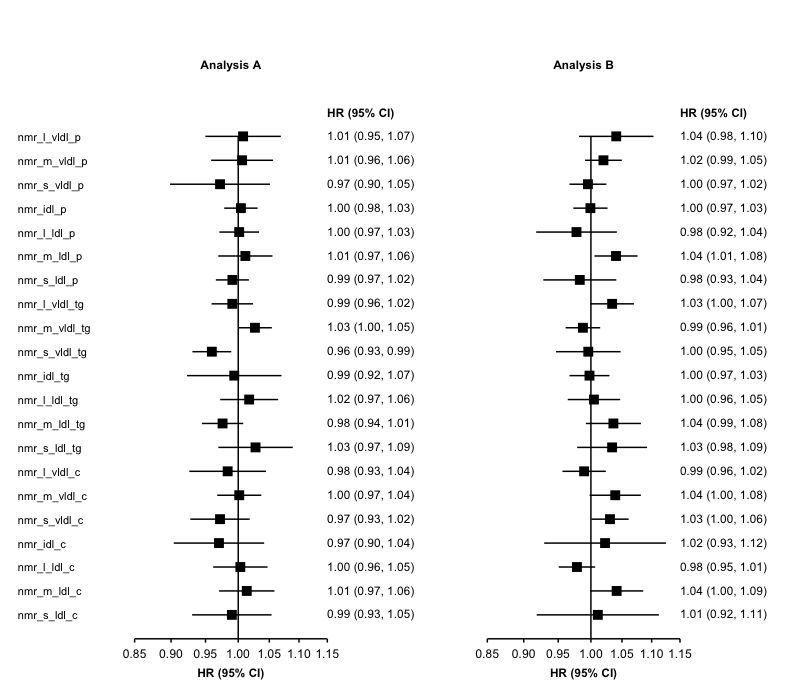 Analysis A Analysis B
HR (95% CI) HR (95% CI)
nmr_l_vldl_p 1.01 (0.95, 1.07) 1.04 (0.98, 1.10)
nmr_m_vldl_p 1.01 (0.96, 1.06) 1.02 (0.99, 1.05)
nmr_s_vldl_p 0.97 (0.90, 1.05) 1.00 (0.97, 1.02)
nmr_idl_p 1.00 (0.98, 1.03) 1.00 (0.97, 1.03)
nmr_l_ldl_p 1.00 (0.97, 1.03) 0.98 (0.92, 1.04)
nmr_m_ldl_p 1.01 (0.97, 1.06) 1.04 (1.01, 1.08)
nmr_s_ldl_p 0.99 (0.97, 1.02) 0.98 (0.93, 1.04)
nmr_l_vldl_tg 0.99 (0.96, 1.02) 1.03 (1.00, 1.07)
nmr_m_vldl_tg 1.03 (1.00, 1.05) 0.99 (0.96, 1.01)
nmr_s_vldl_tg 0.96 (0.93, 0.99) 1.00 (0.95, 1.05)
nmr_idl_tg 0.99 (0.92, 1.07) 1.00 (0.97, 1.03)
nmr_l_ldl_tg 1.02 (0.97, 1.06) 1.00 (0.96, 1.05)
nmr_m_ldl_tg 0.98 (0.94, 1.01) 1.04 (0.99, 1.08)
nmr_s_ldl_tg 1.03 (0.97, 1.09) 1.03 (0.98, 1.09)
nmr_l_vldl_c 0.98 (0.93, 1.04) 0.99 (0.96, 1.02)
nmr_m_vldl_c 1.00 (0.97, 1.04) 1.04 (1.00, 1.08)
nmr_s_vldl_c 0.97 (0.93, 1.02) 1.03 (1.00, 1.06)
nmr_idl_c 0.97 (0.90, 1.04) 1.02 (0.93, 1.12)
nmr_l_ldl_c 1.00 (0.96, 1.05) 0.98 (0.95, 1.01)
nmr_m_ldl_c 1.01 (0.97, 1.06) 1.04 (1.00, 1.09)
nmr_s_ldl_c 0.99 (0.93, 1.05) 1.01 (0.92, 1.11)
0.85 0.90 0.95 1.00 1.05 1.10 1.15 0.85 0.90 0.95 1.00 1.05 1.10 1.15
HR (95% CI) HR (95% CI)